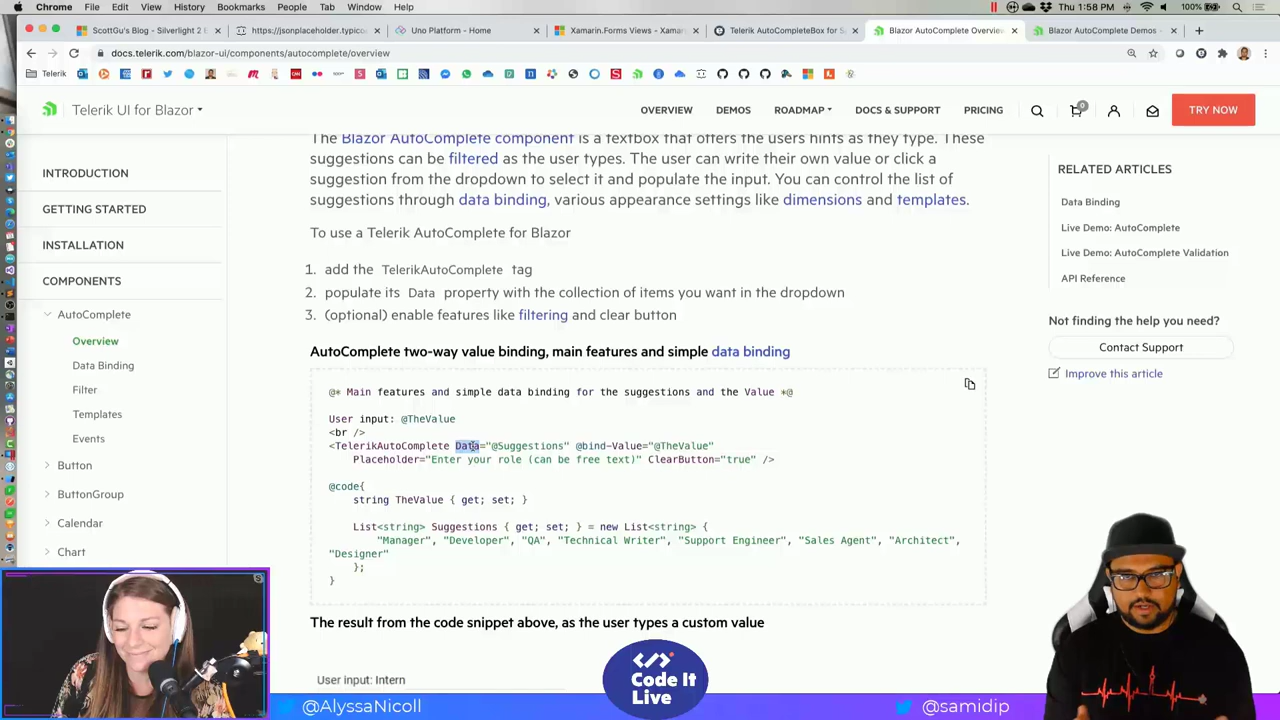 Chrome File Edit View History Bookmarks People Tab Window Help
100% Thu 1:58 PM
ScottGu's Blog - Silverlight 2 E
https://jsonplaceholder.typico
Uno Platform - Home
Xamarin.Forms Views - Xamar
Telerik AutoCompleteBox for S
Blazor AutoComplete Overview
Blazor AutoComplete Demos -
docs.telerik.com/blazor-ui/components/autocomplete/overview
Telerik
Telerik UI for Blazor
OVERVIEW DEMOS ROADMAP DOCS & SUPPORT PRICING 0 TRY NOW
INTRODUCTION
GETTING STARTED
INSTALLATION
COMPONENTS
AutoComplete
Overview
Data Binding
Filter
Templates
Events
Button
ButtonGroup
Calendar
Chart
The Blazor AutoComplete component is a textbox that offers the users hints as they type. These
suggestions can be filtered as the user types. The user can write their own value or click a
suggestion from the dropdown to select it and populate the input. You can control the list of
suggestions through data binding, various appearance settings like dimensions and templates.
To use a Telerik AutoComplete for Blazor
1. add the TelerikAutoComplete tag
2. populate its Data property with the collection of items you want in the dropdown
3. (optional) enable features like filtering and clear button
AutoComplete two-way value binding, main features and simple data binding
@* Main features and simple data binding for the suggestions and the Value *@
User input: @TheValue
<br />
<TelerikAutoComplete Data="@Suggestions" @bind-Value="@TheValue"
Placeholder="Enter your role (can be free text)" ClearButton="true" />
@code{
string TheValue { get; set; }
List<string> Suggestions { get; set; } = new List<string> {
"Manager", "Developer", "QA", "Technical Writer", "Support Engineer", "Sales Agent", "Architect",
"Designer"
};
}
The result from the code snippet above, as the user types a custom value
User input: Intern
RELATED ARTICLES
Data Binding
Live Demo: AutoComplete
Live Demo: AutoComplete Validation
API Reference
Not finding the help you need?
Contact Support
Improve this article
Code It
Live
@AlyssaNicoll
@samidip